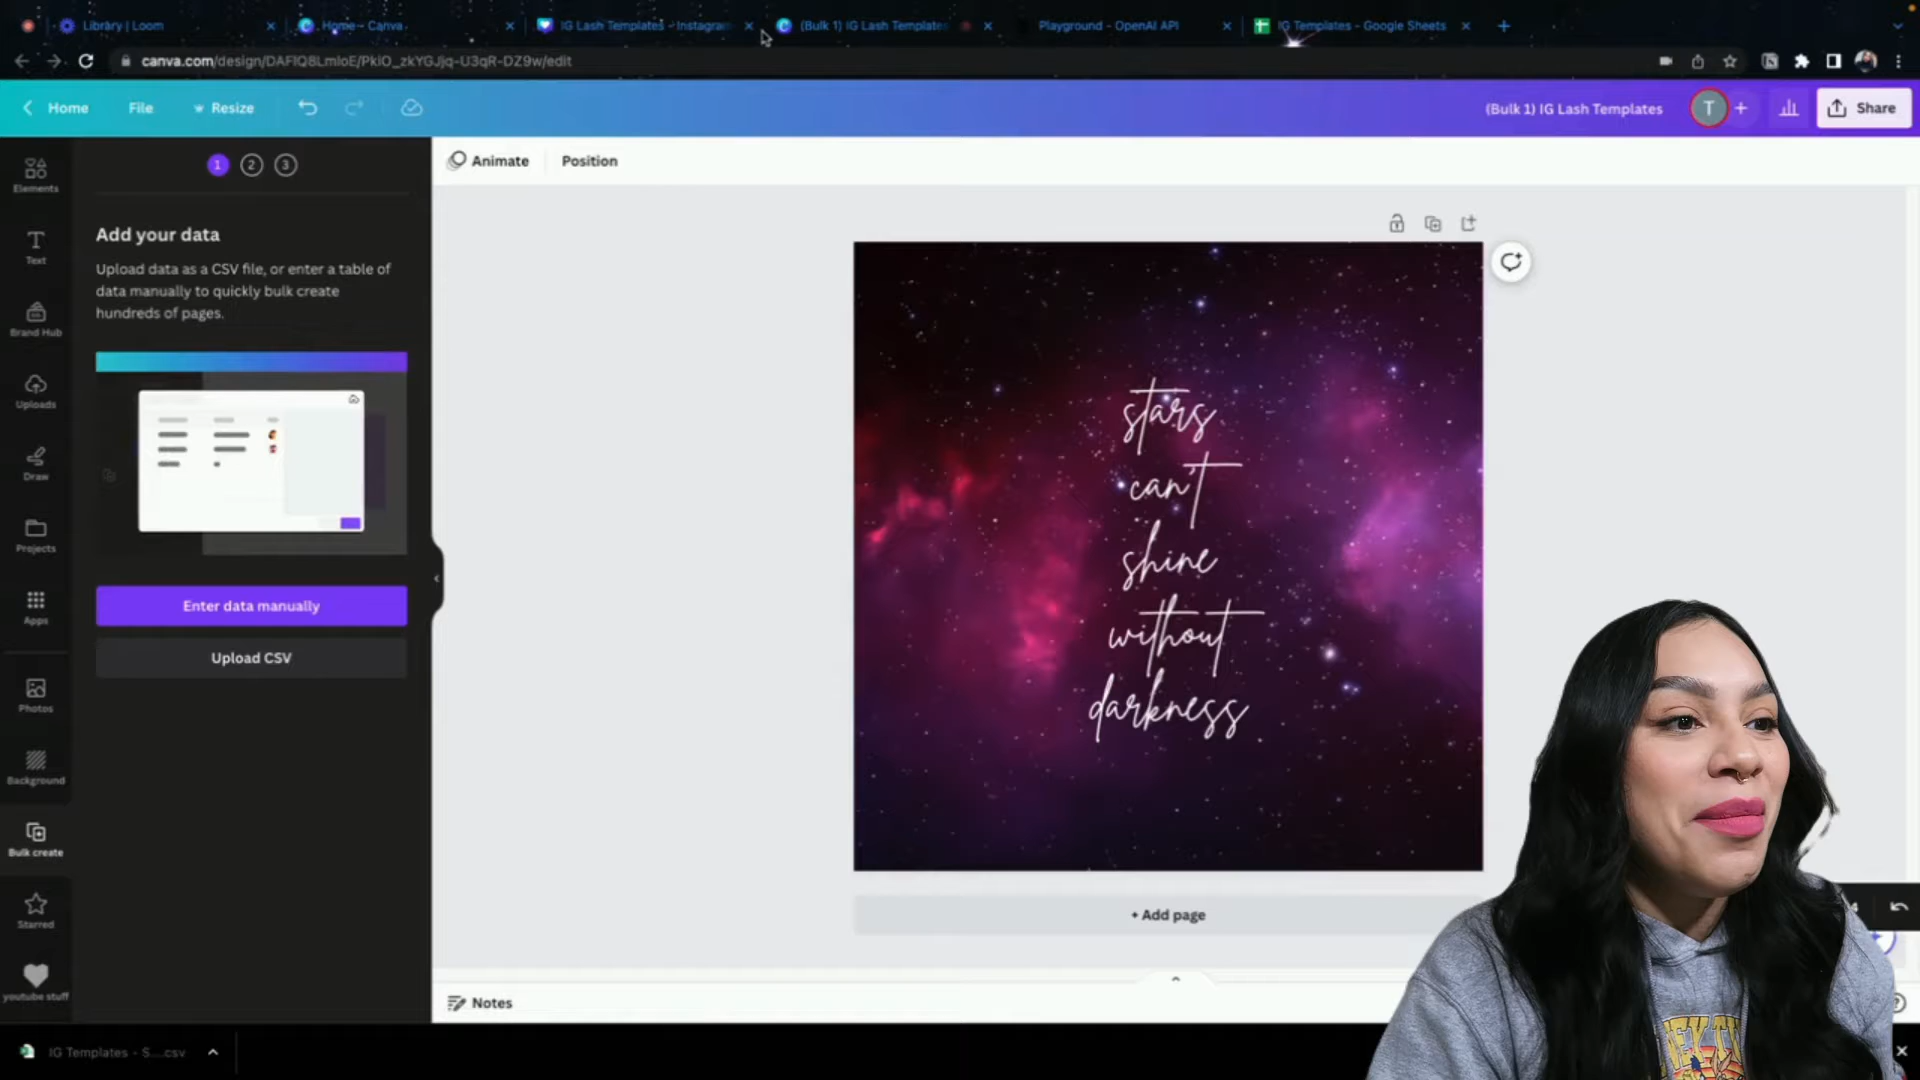 Library | Loom
Home - Canva
IG Lash Templates - Instagram
(Bulk 1) IG Lash Templates
Playground - OpenAI API
IG Templates - Google Sheets
canva.com/design/DAFIQ8LmloE/PklO_zkYGJjq-U3qR-DZ9w/edit
Home
File
Resize
(Bulk 1) IG Lash Templates
T
Share
Elements
Text
Brand Hub
Uploads
Draw
Projects
Apps
Photos
Background
Bulk create
Starred
youtube stuff
1
2
3
Add your data
Upload data as a CSV file, or enter a table of
data manually to quickly bulk create
hundreds of pages.
Enter data manually
Upload CSV
Animate
Position
stars
can't
shine
without
darkness
+ Add page
Notes
IG Templates - S....csv